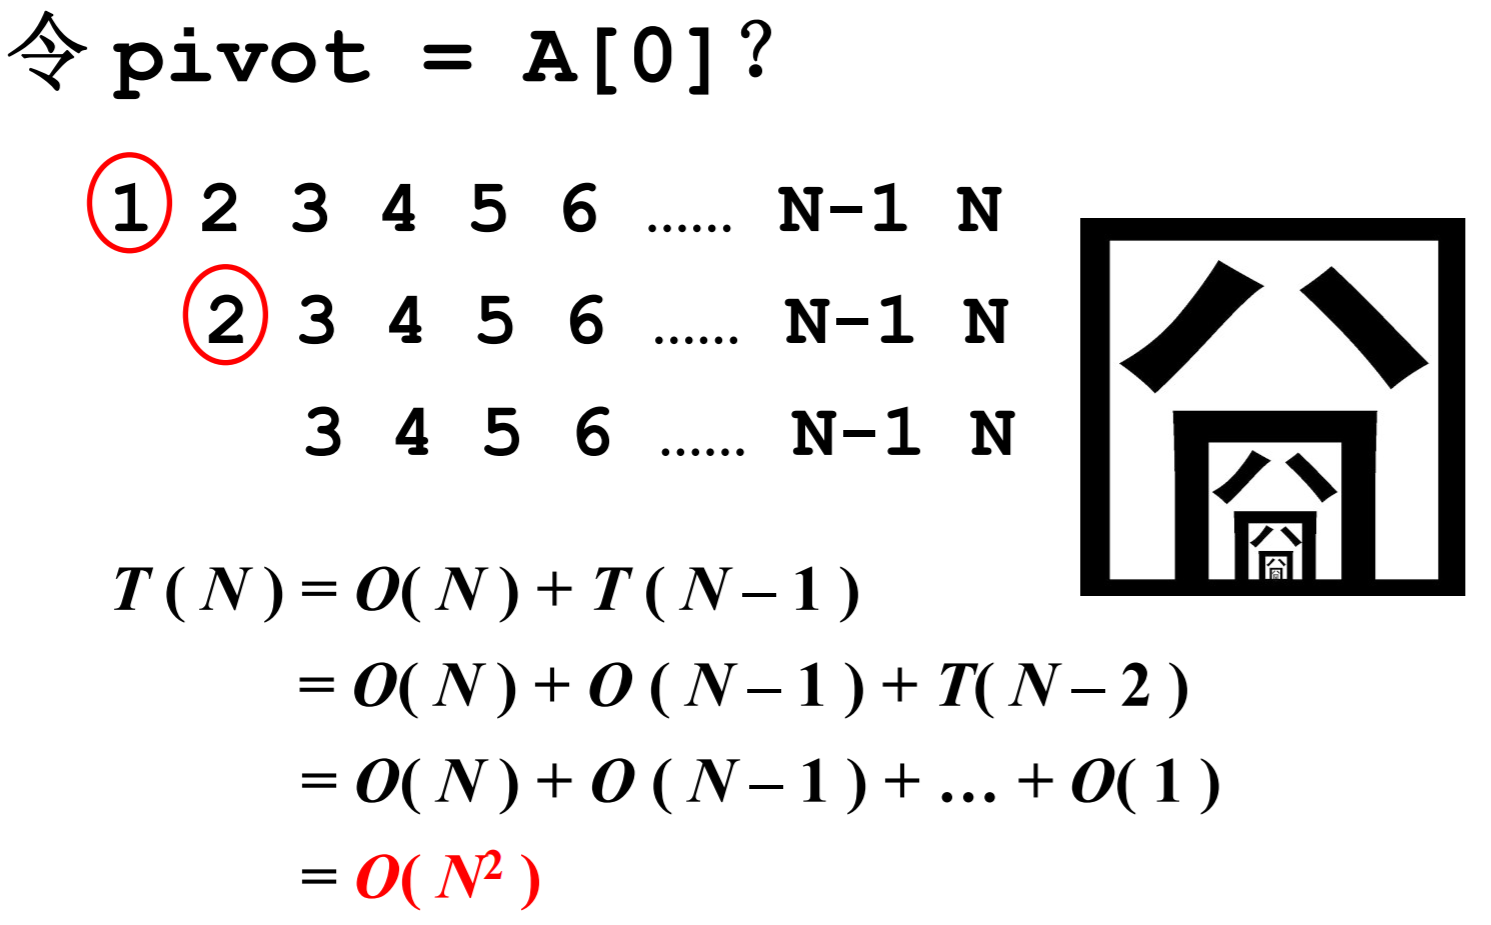 令 pivot = A[0]?
1 2 3 4 5 6 …… N-1 N
2 3 4 5 6 …… N-1 N
3 4 5 6 …… N-1 N
T ( N ) = O( N ) + T ( N – 1 )
= O( N ) + O ( N – 1 ) + T( N – 2 )
= O( N ) + O ( N – 1 ) + … + O( 1 )
= O( N² )